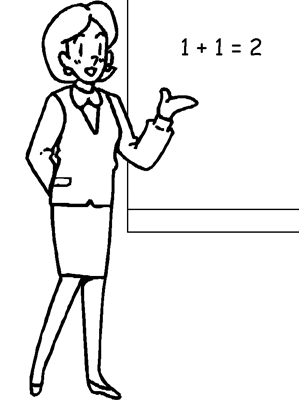 1 + 1 = 2